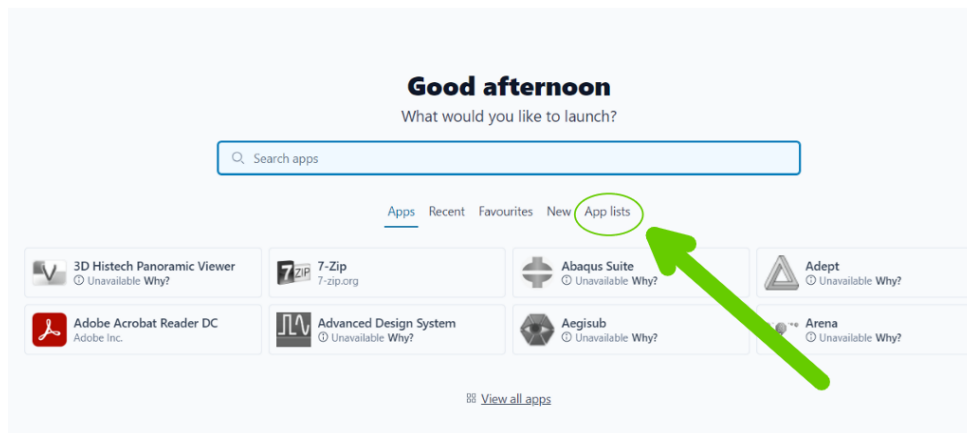 Good afternoon
What would you like to launch?
Search apps
Apps Recent Favourites New App lists
3D Histech Panoramic Viewer
Unavailable Why?
7-Zip
7-zip.org
Abaqus Suite
Unavailable Why?
Adept
Unavailable Why?
Adobe Acrobat Reader DC
Adobe Inc.
Advanced Design System
Unavailable Why?
Aegisub
Unavailable Why?
Arena
Unavailable Why?
View all apps